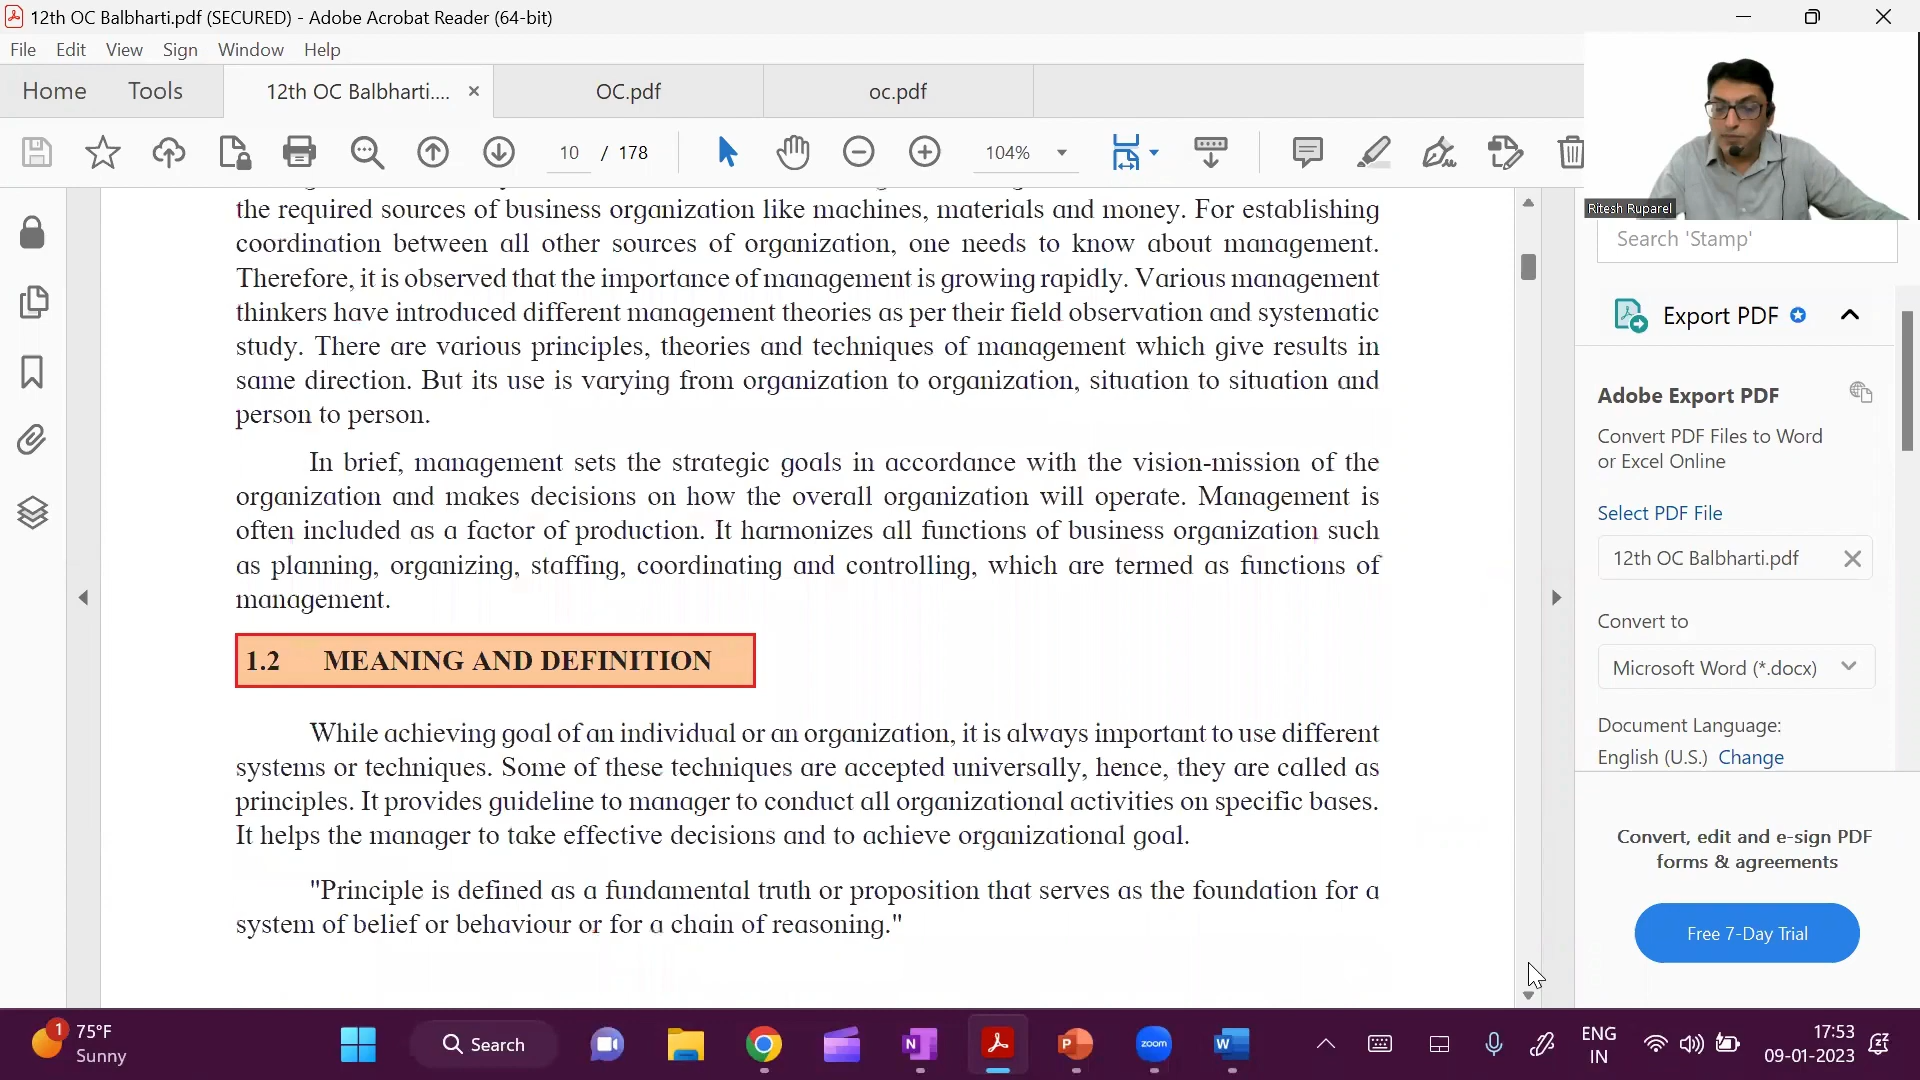 12th OC Balbharti.pdf (SECURED) - Adobe Acrobat Reader (64-bit)
File Edit View Sign Window Help
Home Tools 12th OC Balbharti.... OC.pdf oc.pdf
10 / 178 104%
Ritesh Ruparel
Search 'Stamp'
the required sources of business organization like machines, materials and money. For establishing
coordination between all other sources of organization, one needs to know about management.
Therefore, it is observed that the importance of management is growing rapidly. Various management
thinkers have introduced different management theories as per their field observation and systematic
study. There are various principles, theories and techniques of management which give results in
same direction. But its use is varying from organization to organization, situation to situation and
person to person.
In brief, management sets the strategic goals in accordance with the vision-mission of the
organization and makes decisions on how the overall organization will operate. Management is
often included as a factor of production. It harmonizes all functions of business organization such
as planning, organizing, staffing, coordinating and controlling, which are termed as functions of
management.
1.2 MEANING AND DEFINITION
While achieving goal of an individual or an organization, it is always important to use different
systems or techniques. Some of these techniques are accepted universally, hence, they are called as
principles. It provides guideline to manager to conduct all organizational activities on specific bases.
It helps the manager to take effective decisions and to achieve organizational goal.
"Principle is defined as a fundamental truth or proposition that serves as the foundation for a
system of belief or behaviour or for a chain of reasoning."
Export PDF
Adobe Export PDF
Convert PDF Files to Word
or Excel Online
Select PDF File
12th OC Balbharti.pdf
Convert to
Microsoft Word (*.docx)
Document Language:
English (U.S.) Change
Convert, edit and e-sign PDF
forms & agreements
Free 7-Day Trial
1
75°F
Sunny
Search
N
P
zoom
W
ENG
IN
17:53
09-01-2023